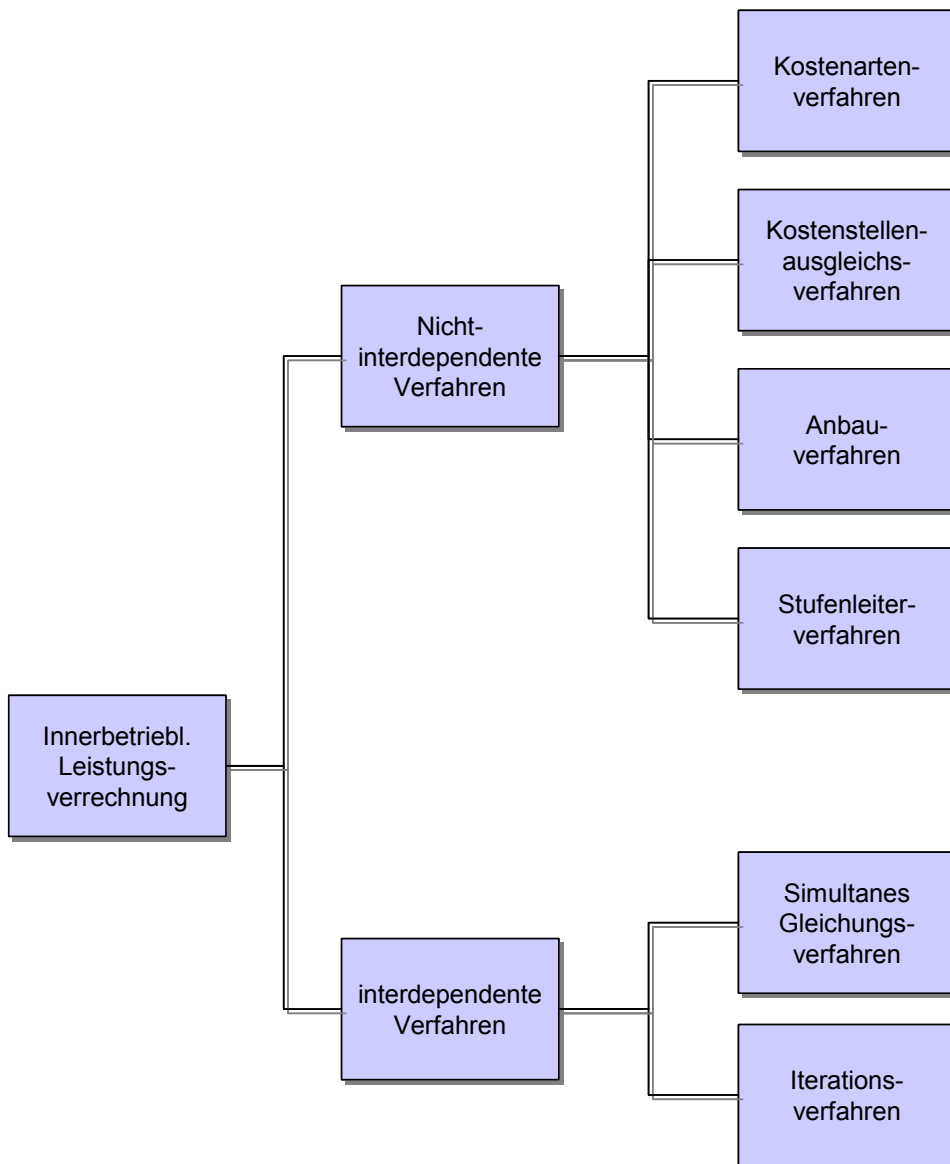 Kostenarten-
verfahren
Kostenstellen-
ausgleichs-
verfahren
Nicht-
interdependente
Verfahren
Anbau-
verfahren
Stufenleiter-
verfahren
Innerbetriebl.
Leistungs-
verrechnung
Simultanes
Gleichungs-
verfahren
interdependente
Verfahren
Iterations-
verfahren